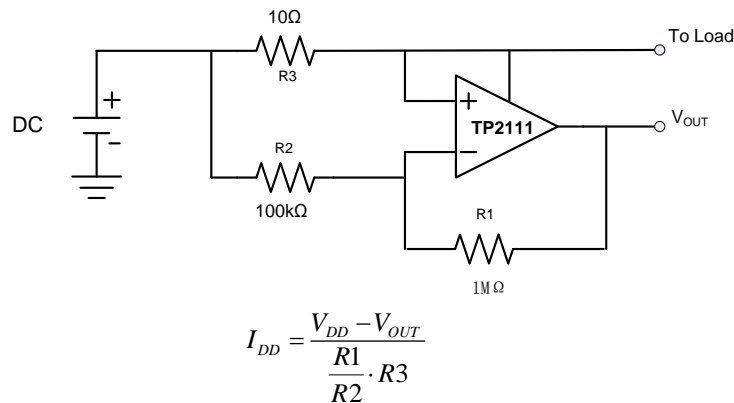 10Ω
To Load
R3
+
DC
+
TP2111
V_OUT
-
R2
−
100kΩ
R1
1MΩ
I_DD = (V_DD − V_OUT) / ((R1 / R2) · R3)